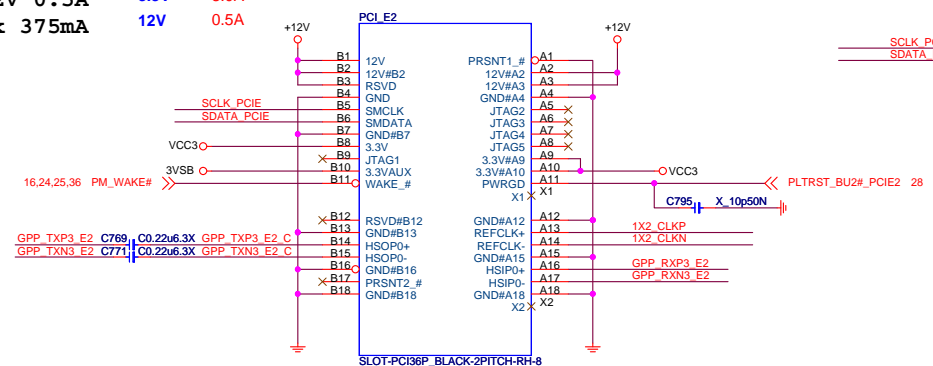 0.5A
375mA
12V 0.5A
PCI_E2
+12V
+12V
B1 12V
B2 12V#B2
B3 RSVD
B4 GND
SCLK_PCIE B5 SMCLK
SDATA_PCIE B6 SMDATA
B7 GND#B7
VCC3 B8 3.3V
B9 JTAG1
3VSB B10 3.3VAUX
16,24,25,36 PM_WAKE# B11 WAKE_#
B12 RSVD#B12
B13 GND#B13
GPP_TXP3_E2 C769 C0.22u6.3X GPP_TXP3_E2_C B14 HSOP0+
GPP_TXN3_E2 C771 C0.22u6.3X GPP_TXN3_E2_C B15 HSOP0-
B16 GND#B16
B17 PRSNT2_#
B18 GND#B18
PRSNT1_# A1
12V#A2 A2
12V#A3 A3
GND#A4 A4
JTAG2 A5
JTAG3 A6
JTAG4 A7
JTAG5 A8
3.3V#A9 A9
3.3V#A10 A10 VCC3
PWRGD A11 PLTRST_BU2#_PCIE2 28
X1 X1
C795 X_10p50N
GND#A12 A12
REFCLK+ A13 1X2_CLKP
REFCLK- A14 1X2_CLKN
GND#A15 A15
HSIP0+ A16 GPP_RXP3_E2
HSIP0- A17 GPP_RXN3_E2
GND#A18 A18
X2 X2
SLOT-PCI36P_BLACK-2PITCH-RH-8
SCLK_P
SDATA_